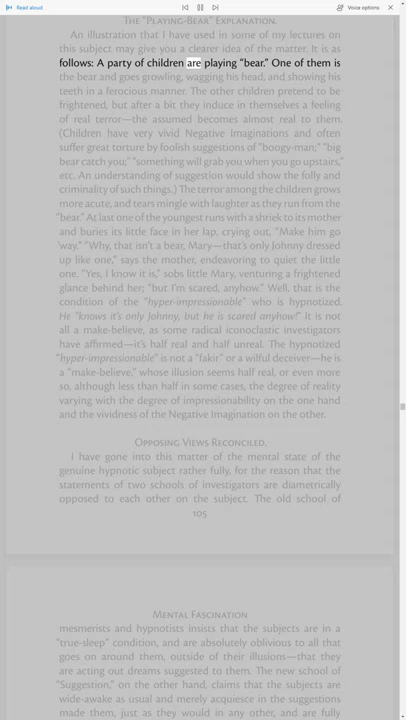 Read aloud
Voice options
THE "PLAYING-BEAR" EXPLANATION.
An illustration that I have used in some of my lectures on
this subject may give you a clearer idea of the matter. It is as
follows: A party of children are playing "bear." One of them is
the bear and goes growling, wagging his head, and showing his
teeth in a ferocious manner. The other children pretend to be
frightened, but after a bit they induce in themselves a feeling
of real terror—the assumed becomes almost real to them.
(Children have very vivid Negative Imaginations and often
suffer great torture by foolish suggestions of "boogy-man;" "big
bear catch you;" "something will grab you when you go upstairs,"
etc. An understanding of suggestion would show the folly and
criminality of such things.) The terror among the children grows
more acute, and tears mingle with laughter as they run from the
"bear." At last one of the youngest runs with a shriek to its mother
and buries its little face in her lap, crying out, "Make him go
'way." "Why, that isn't a bear, Mary—that's only Johnny dressed
up like one," says the mother, endeavoring to quiet the little
one. "Yes, I know it is," sobs little Mary, venturing a frightened
glance behind her; "but I'm scared, anyhow." Well, that is the
condition of the "hyper-impressionable" who is hypnotized.
He "knows it's only Johnny, but he is scared anyhow!" It is not
all a make-believe, as some radical iconoclastic investigators
have affirmed—it's half real and half unreal. The hypnotized
"hyper-impressionable" is not a "fakir" or a wilful deceiver—he is
a "make-believe," whose illusion seems half real, or even more
so, although less than half in some cases, the degree of reality
varying with the degree of impressionability on the one hand
and the vividness of the Negative Imagination on the other.
OPPOSING VIEWS RECONCILED.
I have gone into this matter of the mental state of the
genuine hypnotic subject rather fully, for the reason that the
statements of two schools of investigators are diametrically
opposed to each other on the subject. The old school of
105
MENTAL FASCINATION
mesmerists and hypnotists insists that the subjects are in a
"true-sleep" condition, and are absolutely oblivious to all that
goes on around them, outside of their illusions—that they
are acting out dreams suggested to them. The new school of
"Suggestion," on the other hand, claims that the subjects are
wide-awake as usual and merely acquiesce in the suggestions
made them, just as they would in any other, and are fully